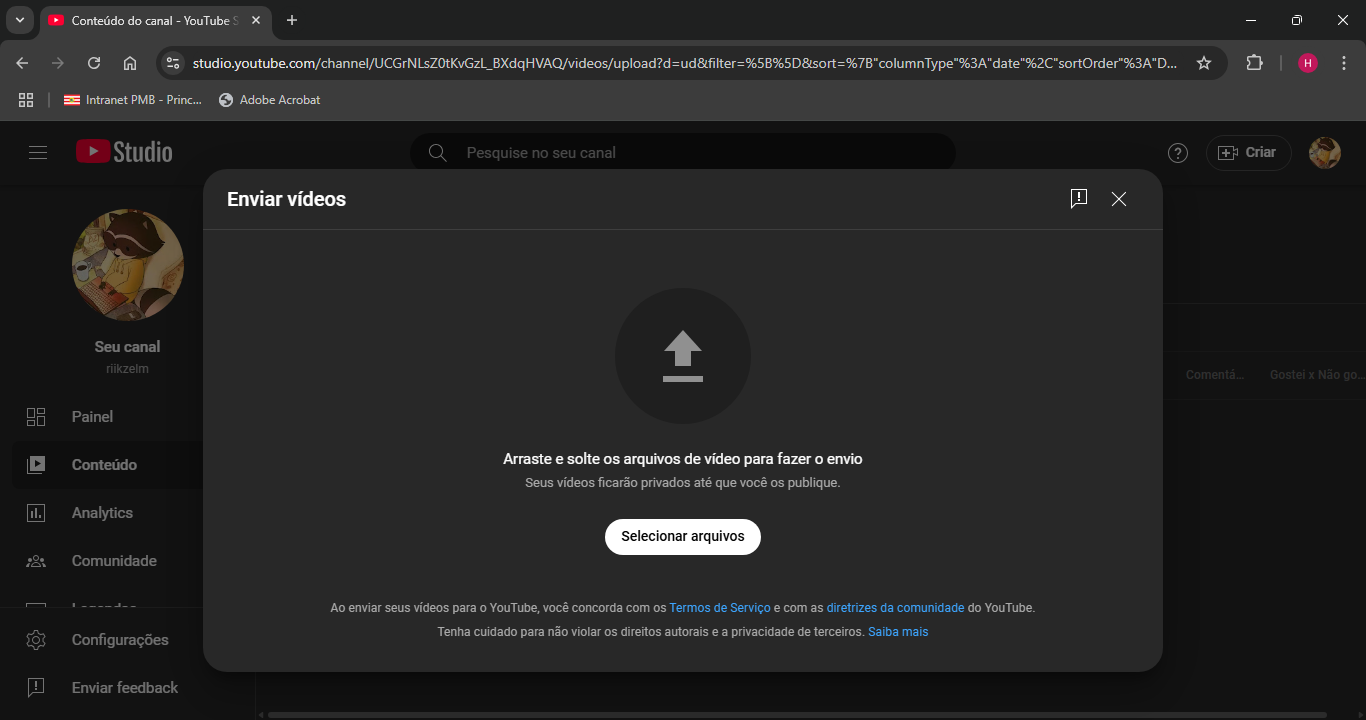 Conteúdo do canal - YouTube S
studio.youtube.com/channel/UCGrNLsZ0tKvGzL_BXdqHVAQ/videos/upload?d=ud&filter=%5B%5D&sort=%7B"columnType"%3A"date"%2C"sortOrder"%3A"D...
H
Intranet PMB - Princ...
Adobe Acrobat
Studio
Pesquise no seu canal
Criar
Enviar vídeos
Seu canal
riikzelm
Painel
Conteúdo
Analytics
Comunidade
Legendas
Configurações
Enviar feedback
Comentá...
Gostei x Não go...
Arraste e solte os arquivos de vídeo para fazer o envio
Seus vídeos ficarão privados até que você os publique.
Selecionar arquivos
Ao enviar seus vídeos para o YouTube, você concorda com os Termos de Serviço e com as diretrizes da comunidade do YouTube.
Tenha cuidado para não violar os direitos autorais e a privacidade de terceiros. Saiba mais